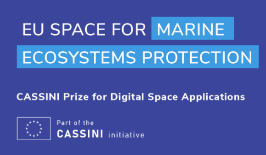 EU SPACE FOR MARINE
ECOSYSTEMS PROTECTION
CASSINI Prize for Digital Space Applications
Part of the
CASSINI initiative